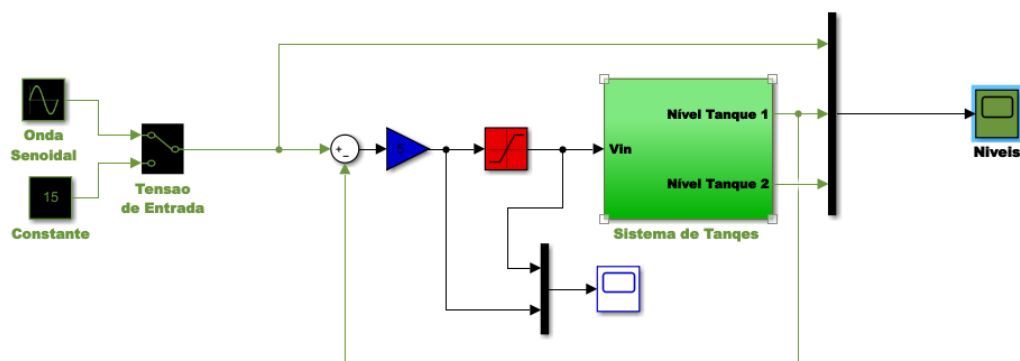 Onda
Senoidal
15
Constante
Tensao
de Entrada
+
−
5
Vin
Nível Tanque 1
Nível Tanque 2
Sistema de Tanqes
Niveis